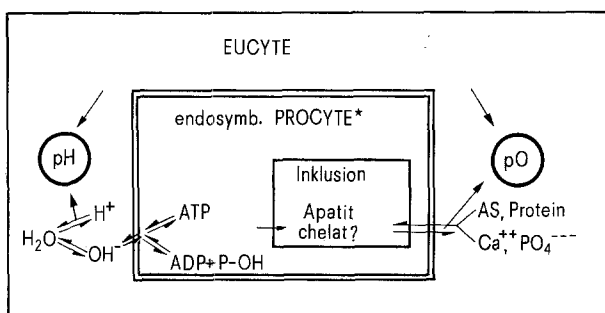 EUCYTE
endosymb. PROCYTE*
pH
pO
Inklusion
H⁺
ATP
Apatit
AS, Protein
H₂O
chelat?
OH⁻
Ca,⁺⁺ PO₄⁻⁻⁻
ADP+P-OH